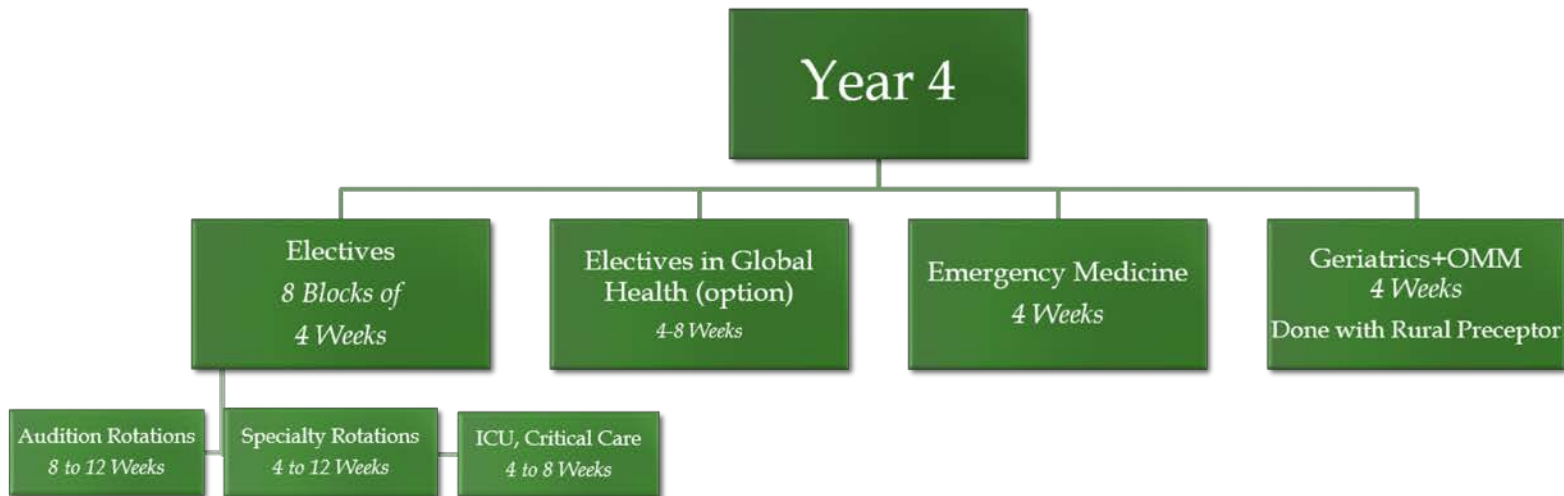 Year 4
Electives
8 Blocks of
4 Weeks
Electives in Global
Health (option)
4-8 Weeks
Emergency Medicine
4 Weeks
Geriatrics+OMM
4 Weeks
Done with Rural Preceptor
Audition Rotations
8 to 12 Weeks
Specialty Rotations
4 to 12 Weeks
ICU, Critical Care
4 to 8 Weeks